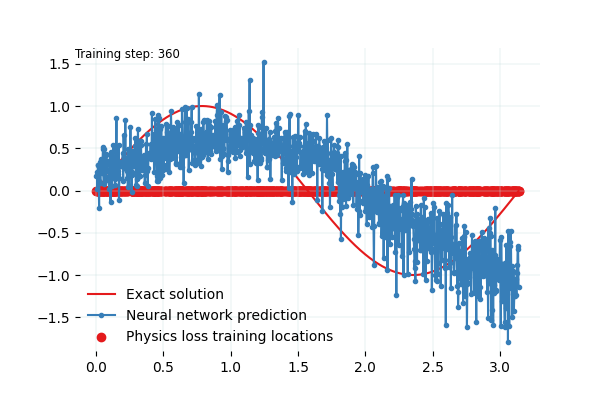 Training step: 360
1.5
1.0
0.5
0.0
−0.5
−1.0
−1.5
Exact solution
Neural network prediction
Physics loss training locations
0.0 0.5 1.0 1.5 2.0 2.5 3.0